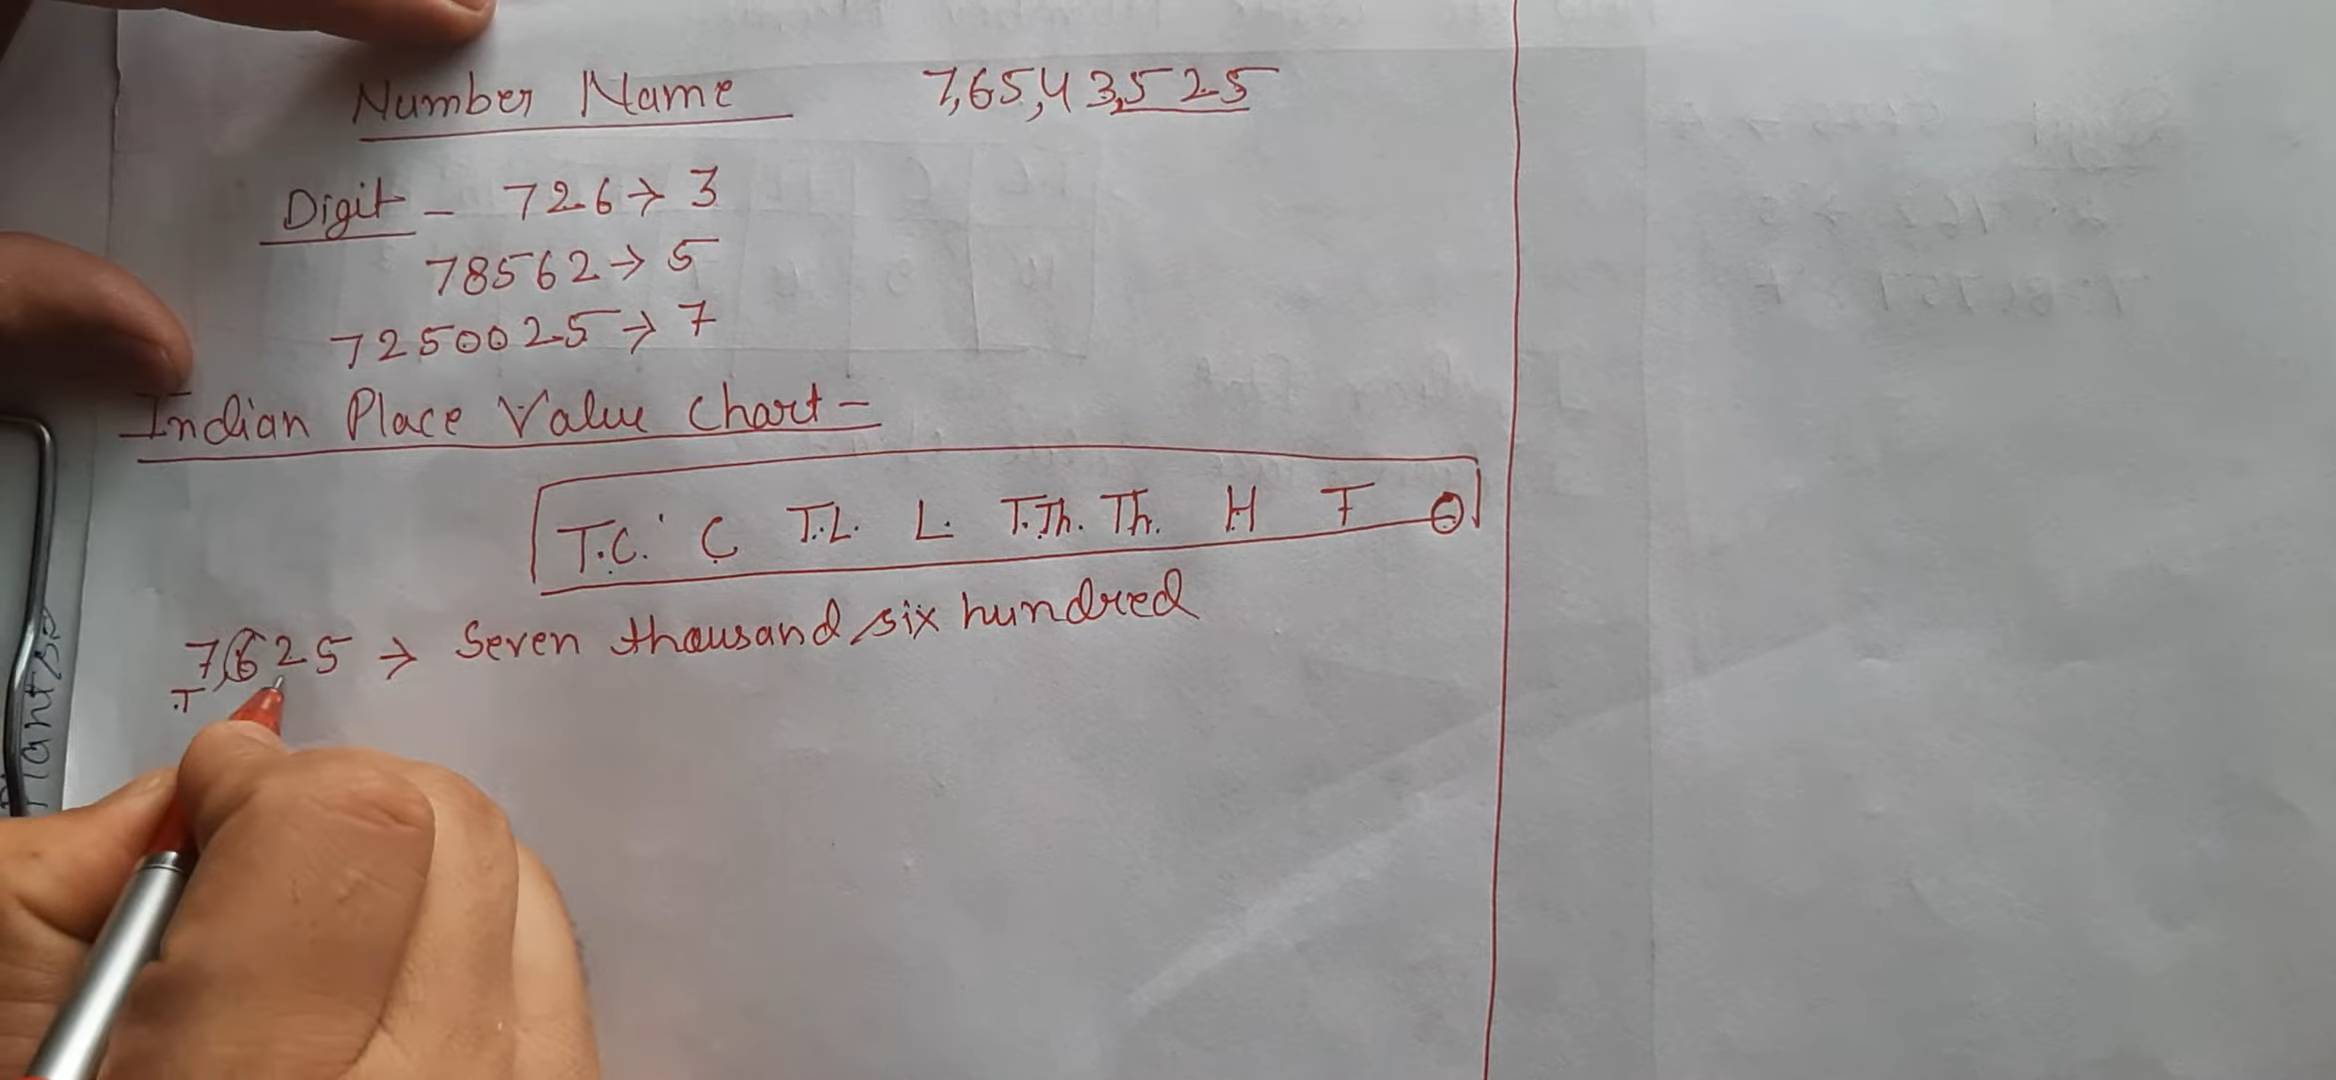 Number Name 7,65,43,525
Digit - 726→ 3
78562→ 5
7250025→ 7
Indian Place Value Chart -
T.C. C T.L. L. T.Th. Th. H T O
7,625 → Seven thousand six hundred
T
Plants